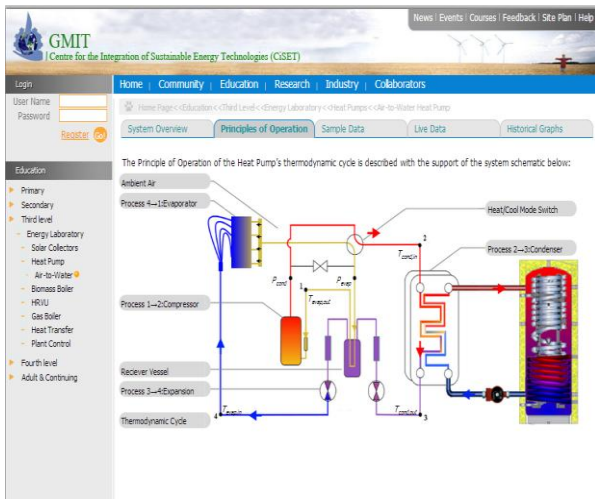 News | Events | Courses | Feedback | Site Plan | Help
GMIT
Centre for the Integration of Sustainable Energy Technologies (CiSET)
Login
Home | Community | Education | Research | Industry | Collaborators
User Name
Password
Register Go!
Home Page<<Education<<Third Level<<Energy Laboratory<<Heat Pumps<<Air-to-Water Heat Pump
System Overview
Principles of Operation
Sample Data
Live Data
Historical Graphs
Education
Primary
Secondary
Third level
Energy Laboratory
Solar Collectors
Heat Pump
Air-to-Water
Biomass Boiler
HRVU
Gas Boiler
Heat Transfer
Plant Control
Fourth level
Adult & Continuing
The Principle of Operation of the Heat Pump's thermodynamic cycle is described with the support of the system schematic below:
Ambient Air
Process 4→1:Evaporator
Heat/Cool Mode Switch
2
Process 2→3:Condenser
Tcond,in
Pcond
1
Pevap
Tevap,out
Process 1→2:Compressor
Reciever Vessel
Process 3→4:Expansion
Thermodynamic Cycle
4
Tevap,in
Tcond,out
3